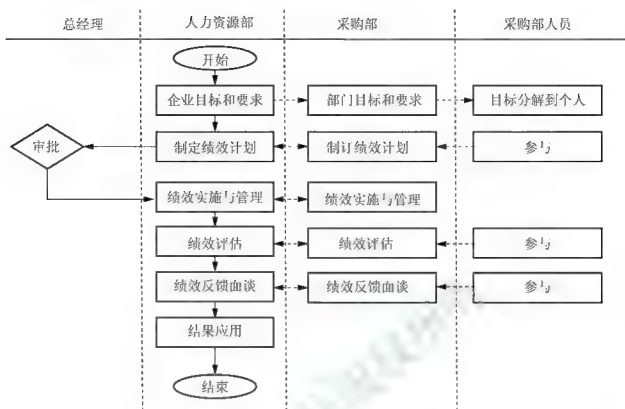 总经理 人力资源部 采购部 采购部人员
开始
企业目标和要求 部门目标和要求 目标分解到个人
审批 制定绩效计划 制订绩效计划 参与
绩效实施与管理 绩效实施与管理
绩效评估 绩效评估 参与
绩效反馈面谈 绩效反馈面谈 参与
结果应用
结束